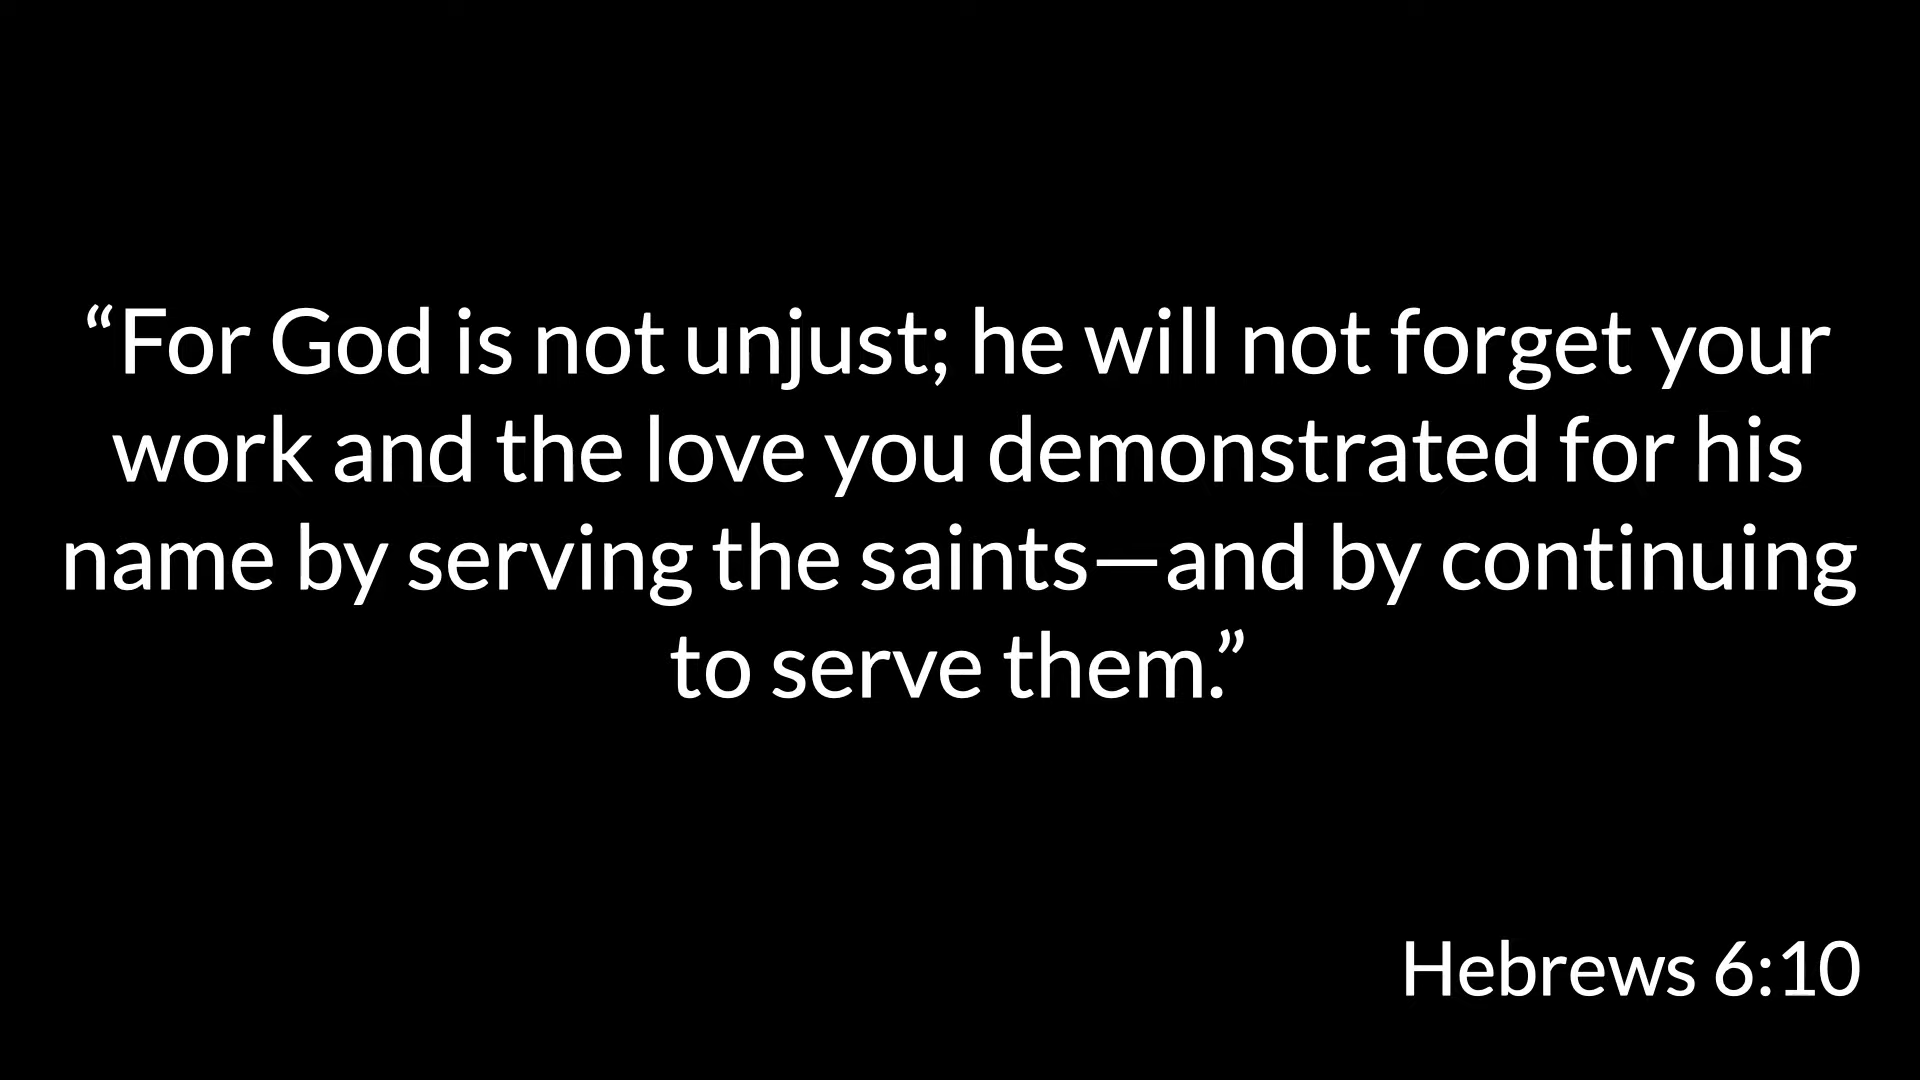 “For God is not unjust; he will not forget your
work and the love you demonstrated for his
name by serving the saints—and by continuing
to serve them.”
Hebrews 6:10